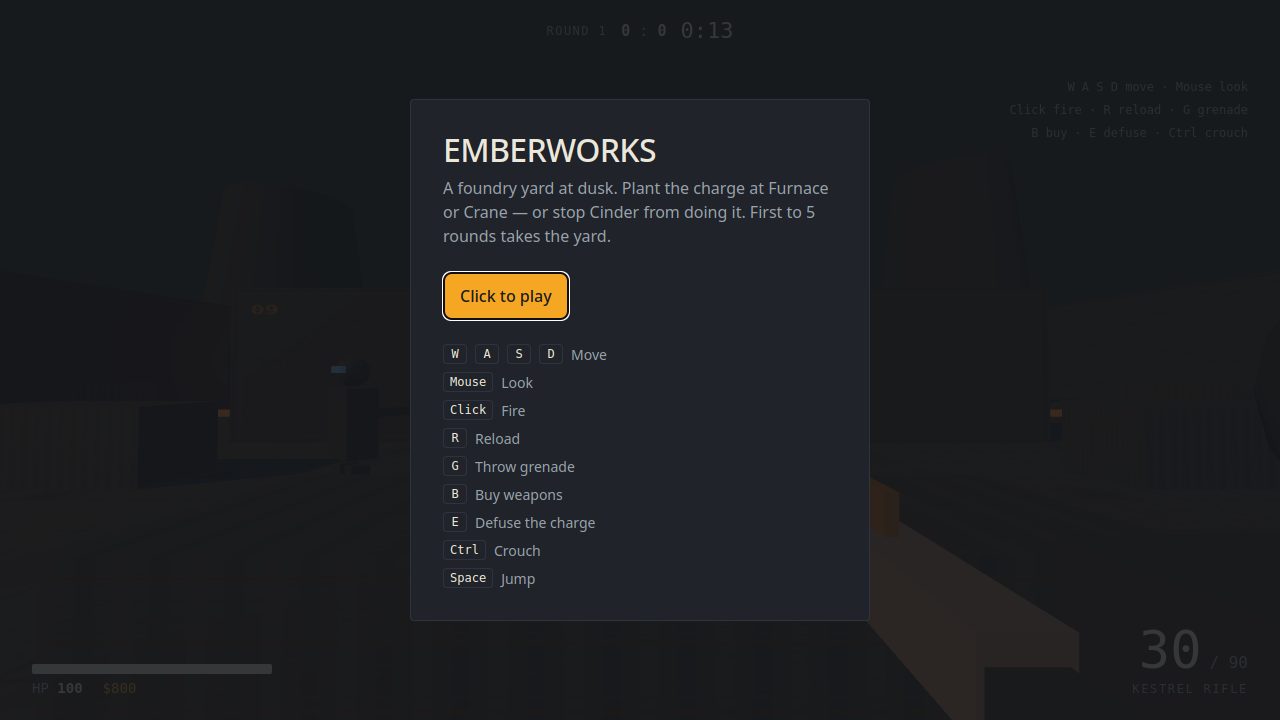 ROUND 1 0 : 0 0:13
W A S D move · Mouse look
Click fire · R reload · G grenade
B buy · E defuse · Ctrl crouch
EMBERWORKS
A foundry yard at dusk. Plant the charge at Furnace
or Crane — or stop Cinder from doing it. First to 5
rounds takes the yard.
Click to play
W A S D Move
Mouse Look
Click Fire
R Reload
G Throw grenade
B Buy weapons
E Defuse the charge
Ctrl Crouch
Space Jump
09
HP 100 $800
30 / 90
KESTREL RIFLE